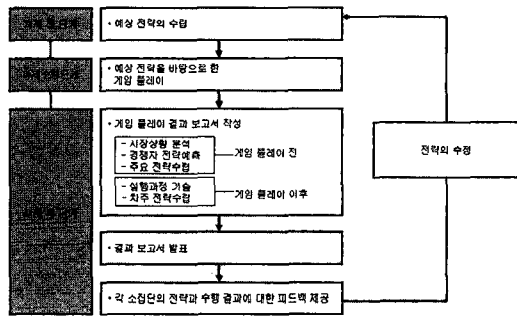 • 예상 전략의 수립
• 예상 전략을 바탕으로 한
게임 플레이
• 게임 플레이 결과 보고서 작성
– 시장상황 분석
– 경쟁자 전략예측
– 주요 전략수립
게임 플레이 전
– 실행과정 기술
– 차주 전략수립
게임 플레이 이후
전략의 수정
• 결과 보고서 발표
• 각 소집단의 전략과 수행 결과에 대한 피드백 제공